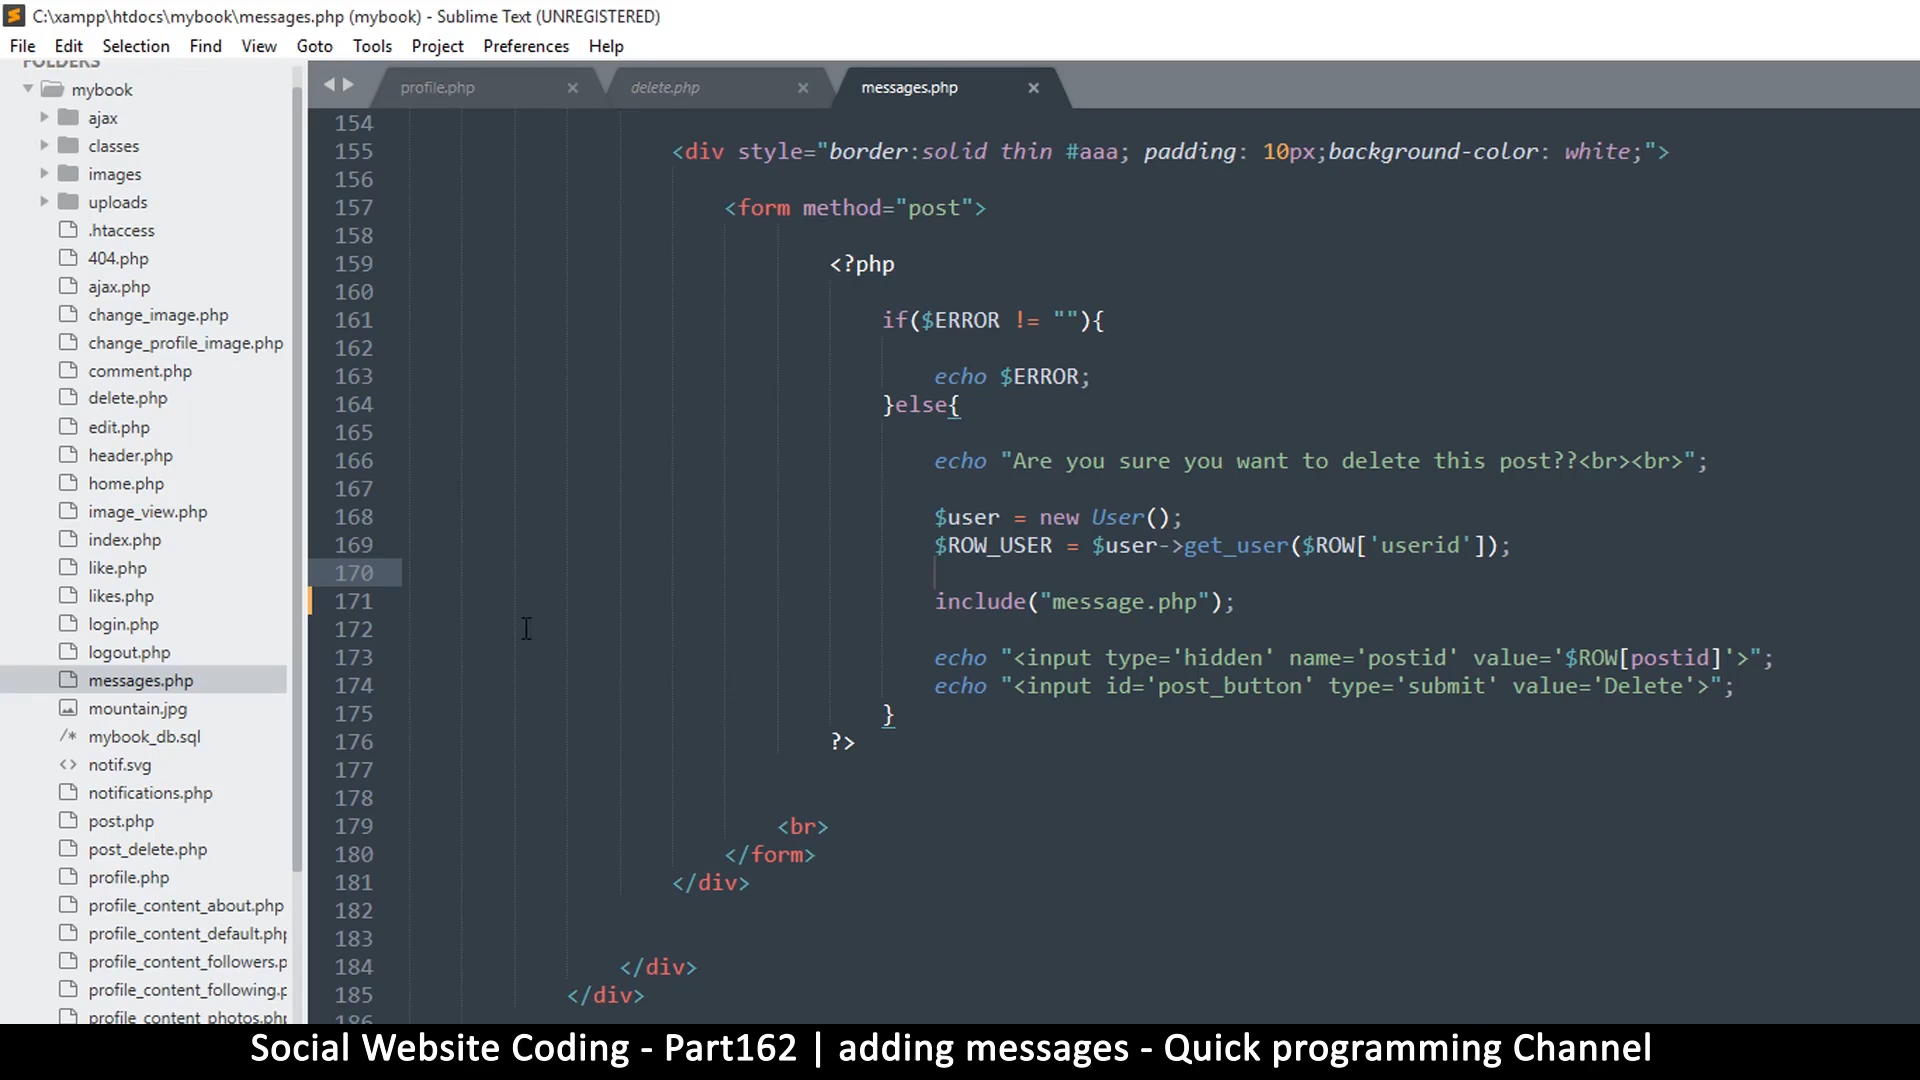 C:\xampp\htdocs\mybook\messages.php (mybook) - Sublime Text (UNREGISTERED)
File Edit Selection Find View Goto Tools Project Preferences Help
FOLDERS
mybook
ajax
classes
images
uploads
.htaccess
404.php
ajax.php
change_image.php
change_profile_image.php
comment.php
delete.php
edit.php
header.php
home.php
image_view.php
index.php
like.php
likes.php
login.php
logout.php
messages.php
mountain.jpg
mybook_db.sql
notif.svg
notifications.php
post.php
post_delete.php
profile.php
profile_content_about.php
profile_content_default.php
profile_content_followers.p
profile_content_following.p
profile_content_photos.php
profile.php × delete.php × messages.php ×
154
155 <div style="border:solid thin #aaa; padding: 10px;background-color: white;">
156
157 <form method="post">
158
159 <?php
160
161 if($ERROR != ""){
162
163 echo $ERROR;
164 }else{
165
166 echo "Are you sure you want to delete this post??<br><br>";
167
168 $user = new User();
169 $ROW_USER = $user->get_user($ROW['userid']);
170
171 include("message.php");
172
173 echo "<input type='hidden' name='postid' value='$ROW[postid]'>";
174 echo "<input id='post_button' type='submit' value='Delete'>";
175 }
176 ?>
177
178
179 <br>
180 </form>
181 </div>
182
183
184 </div>
185 </div>
186
Social Website Coding - Part162 | adding messages - Quick programming Channel